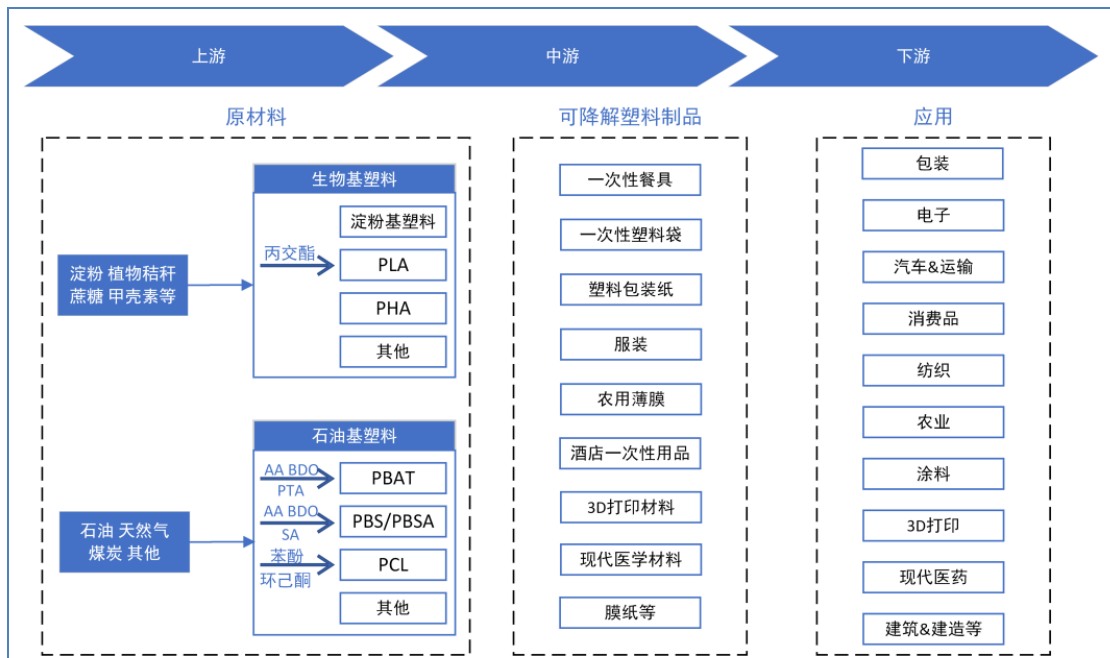 上游
中游
下游
原材料
可降解塑料制品
应用
淀粉 植物秸秆
蔗糖 甲壳素等
生物基塑料
淀粉基塑料
丙交酯
PLA
PHA
其他
石油 天然气
煤炭 其他
石油基塑料
AA BDO
PTA
PBAT
AA BDO
SA
PBS/PBSA
苯酚
环己酮
PCL
其他
一次性餐具
一次性塑料袋
塑料包装纸
服装
农用薄膜
酒店一次性用品
3D打印材料
现代医学材料
膜纸等
包装
电子
汽车&运输
消费品
纺织
农业
涂料
3D打印
现代医药
建筑&建造等